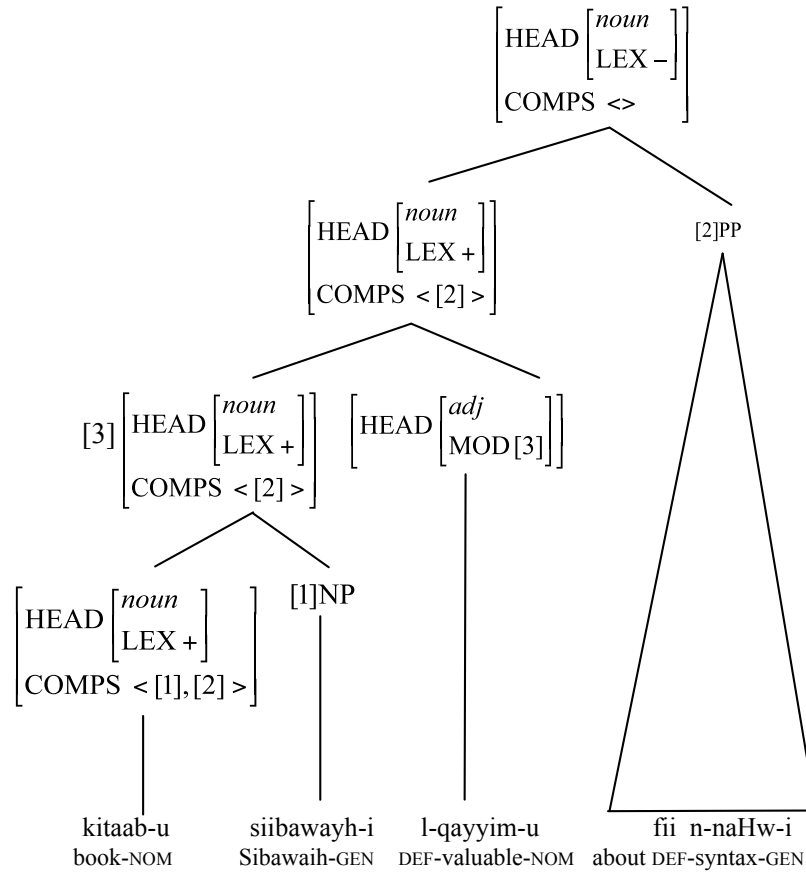 HEAD [noun
LEX −]
COMPS <>
HEAD [noun
LEX +]
COMPS < [2] >
[2]PP
[3] HEAD [noun
LEX +]
COMPS < [2] >
HEAD [adj
MOD [3]]
HEAD [noun
LEX +]
COMPS < [1], [2] >
[1]NP
kitaab-u siibawayh-i l-qayyim-u fii n-naHw-i
book-NOM Sibawaih-GEN DEF-valuable-NOM about DEF-syntax-GEN